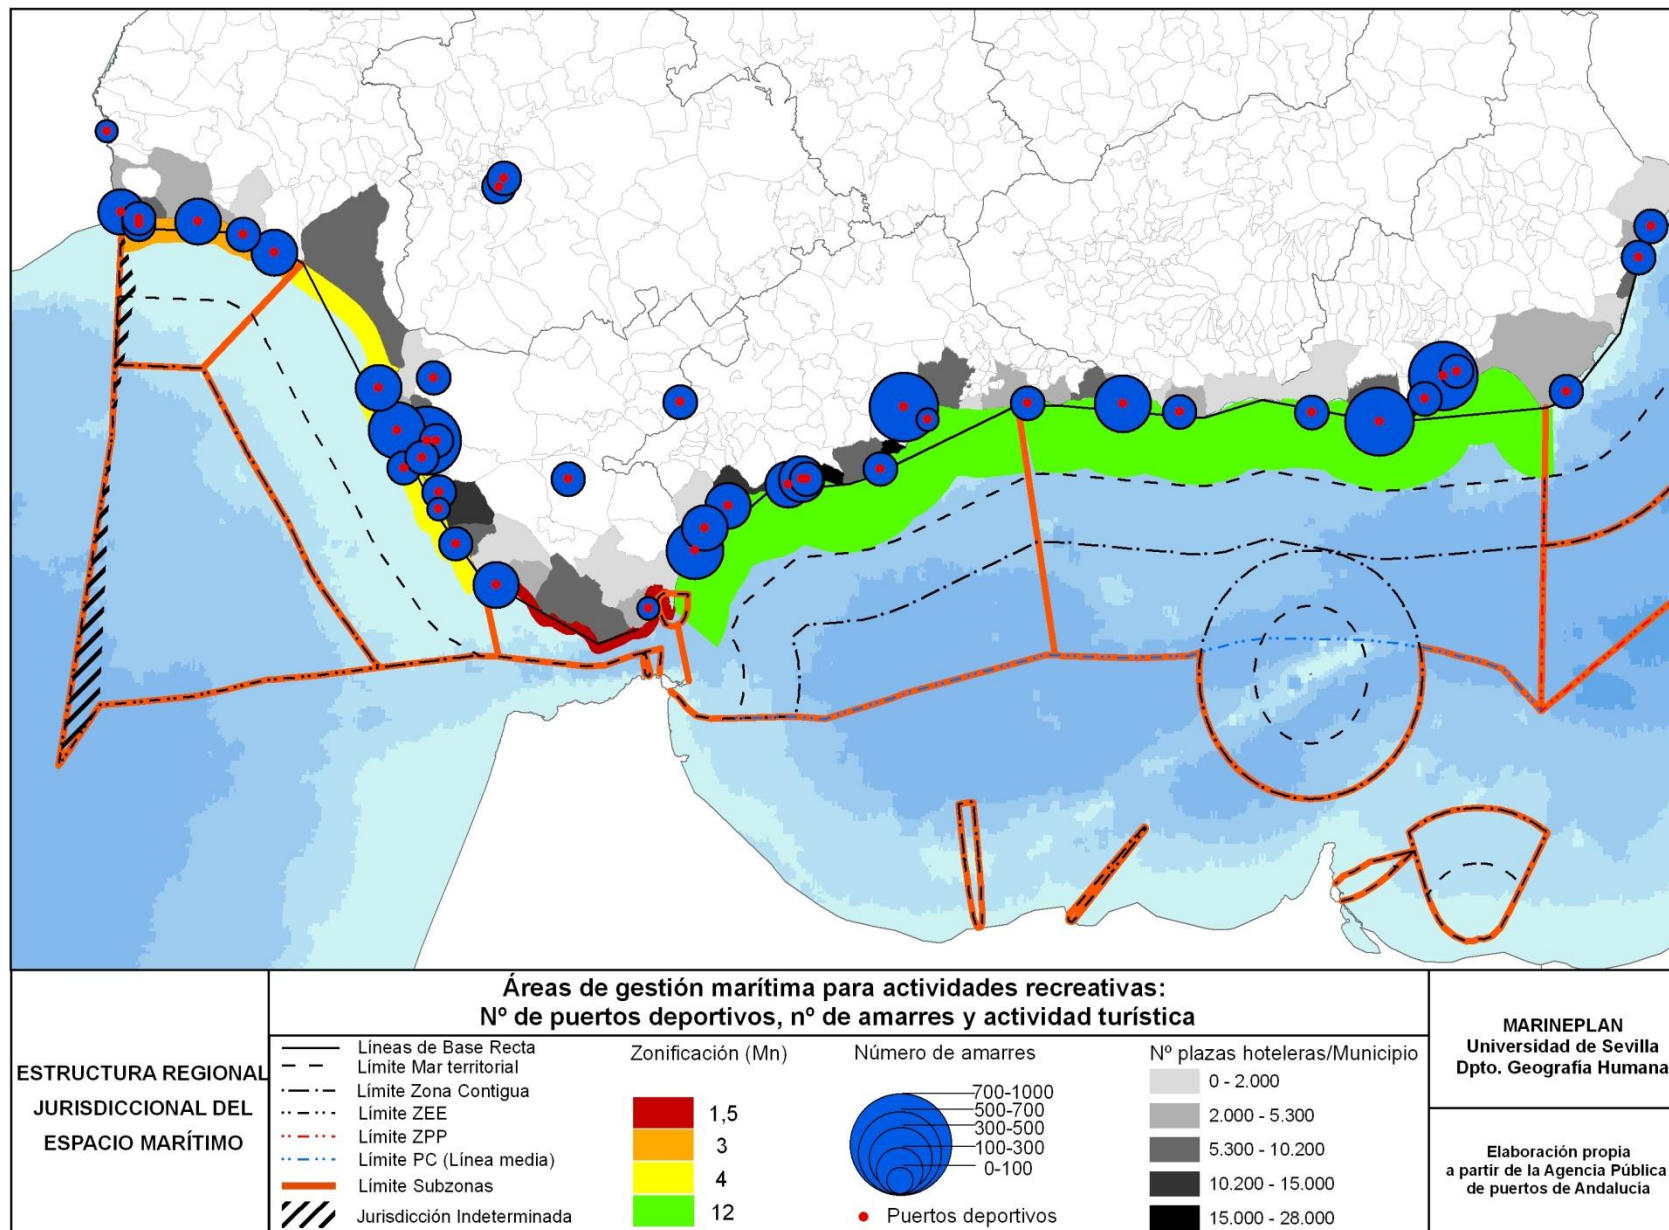 ESTRUCTURA REGIONAL
JURISDICCIONAL DEL
ESPACIO MARÍTIMO
Áreas de gestión marítima para actividades recreativas:
Nº de puertos deportivos, nº de amarres y actividad turística
Líneas de Base Recta
Límite Mar territorial
Límite Zona Contigua
Límite ZEE
Límite ZPP
Límite PC (Línea media)
Límite Subzonas
Jurisdicción Indeterminada
Zonificación (Mn)
1,5
3
4
12
Número de amarres
700-1000
500-700
300-500
100-300
0-100
Puertos deportivos
Nº plazas hoteleras/Municipio
0 - 2.000
2.000 - 5.300
5.300 - 10.200
10.200 - 15.000
15.000 - 28.000
MARINEPLAN
Universidad de Sevilla
Dpto. Geografía Humana
Elaboración propia
a partir de la Agencia Pública
de puertos de Andalucía